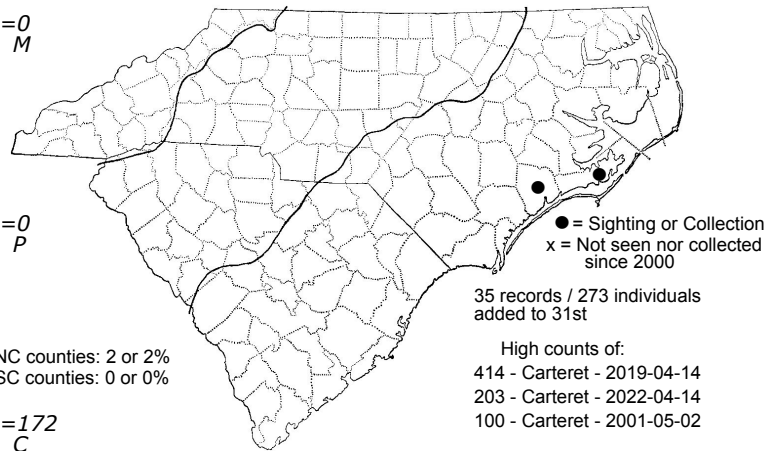 =0
M
=0
P
● = Sighting or Collection
x = Not seen nor collected
since 2000
35 records / 273 individuals
added to 31st
NC counties: 2 or 2%
SC counties: 0 or 0%
High counts of:
414 - Carteret - 2019-04-14
203 - Carteret - 2022-04-14
100 - Carteret - 2001-05-02
=172
C